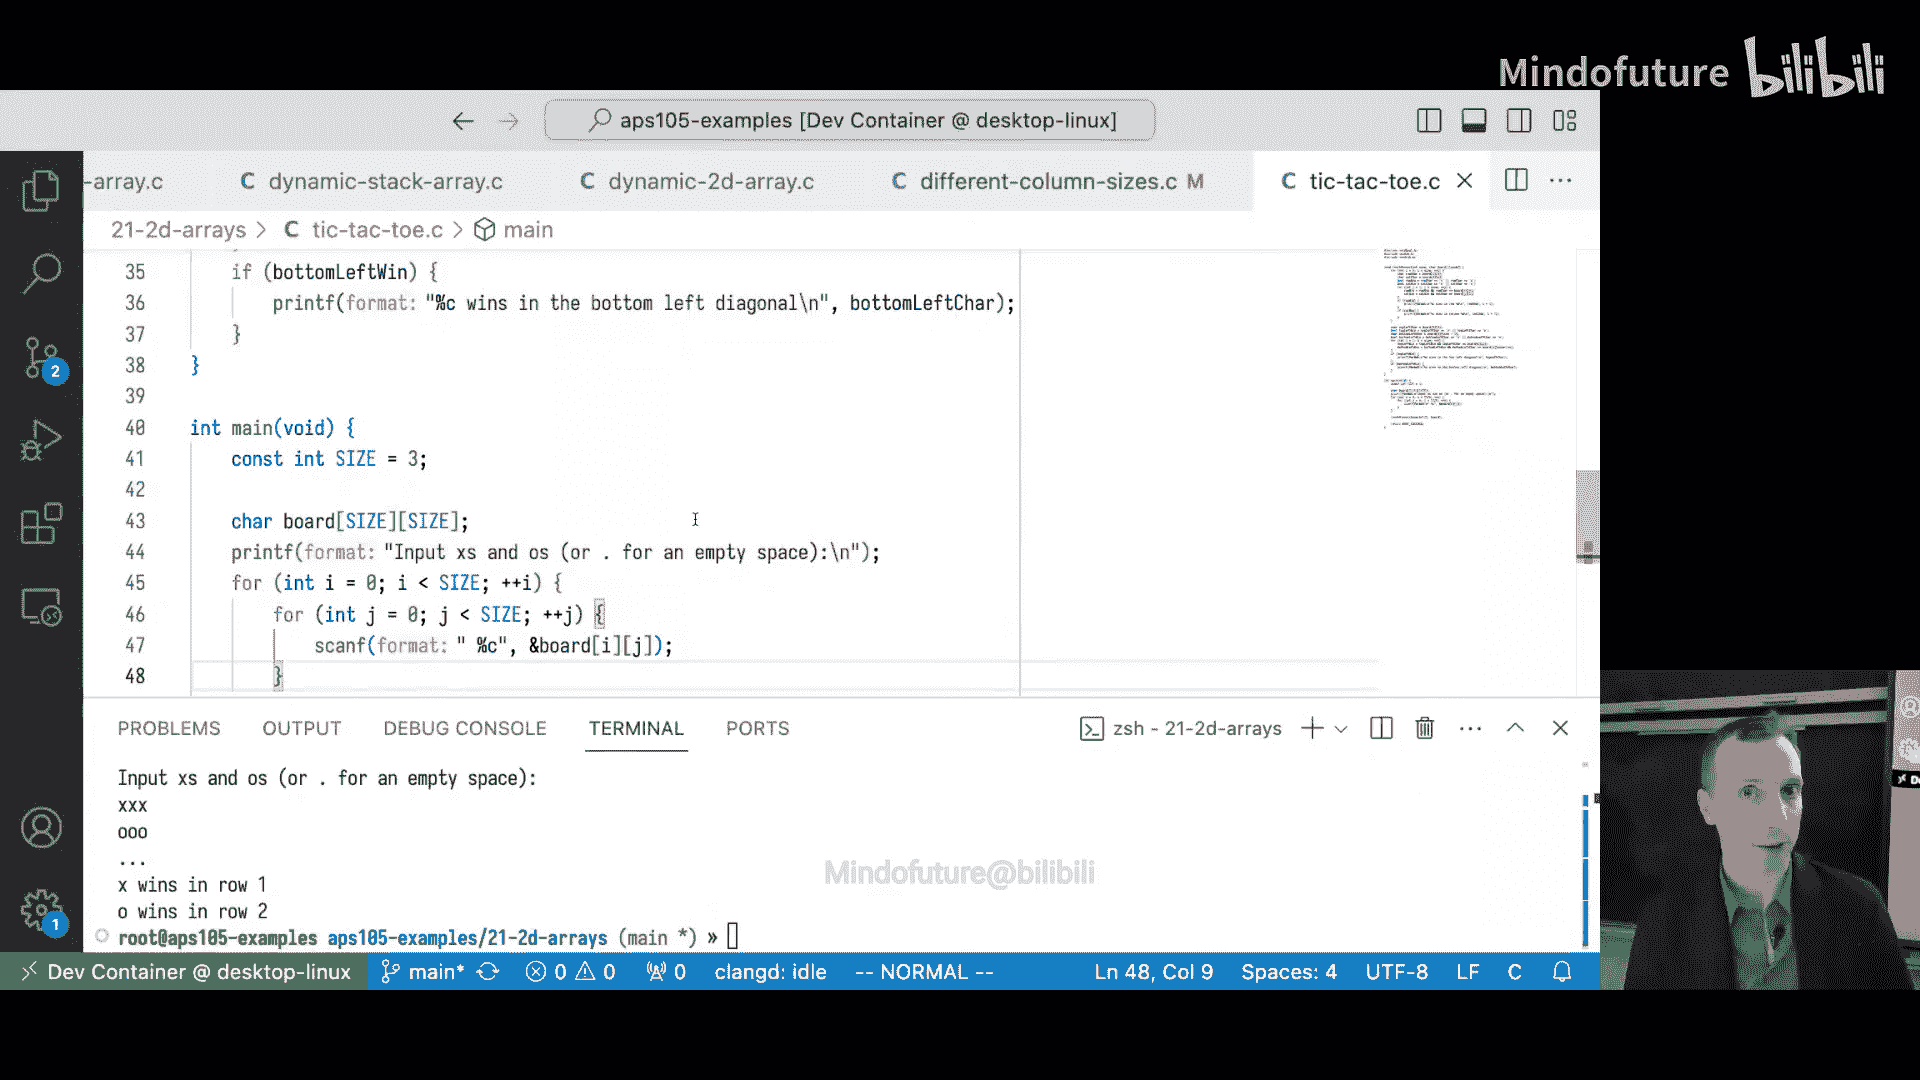 Mindofuture bilibili
aps105-examples [Dev Container @ desktop-linux]
-array.c
C dynamic-stack-array.c
C dynamic-2d-array.c
C different-column-sizes.c M
C tic-tac-toe.c
21-2d-arrays > C tic-tac-toe.c > main
35 if (bottomLeftWin) {
36 printf(format: "%c wins in the bottom left diagonal\n", bottomLeftChar);
37 }
38 }
39
40 int main(void) {
41 const int SIZE = 3;
42
43 char board[SIZE][SIZE];
44 printf(format: "Input xs and os (or . for an empty space):\n");
45 for (int i = 0; i < SIZE; ++i) {
46 for (int j = 0; j < SIZE; ++j) {
47 scanf(format: " %c", &board[i][j]);
48 }
2
1
PROBLEMS OUTPUT DEBUG CONSOLE TERMINAL PORTS
zsh - 21-2d-arrays
Input xs and os (or . for an empty space):
xxx
ooo
...
x wins in row 1
o wins in row 2
root@aps105-examples aps105-examples/21-2d-arrays (main *) »
Mindofuture@bilibili
Dev Container @ desktop-linux main* 0 0 0 clangd: idle -- NORMAL -- Ln 48, Col 9 Spaces: 4 UTF-8 LF C